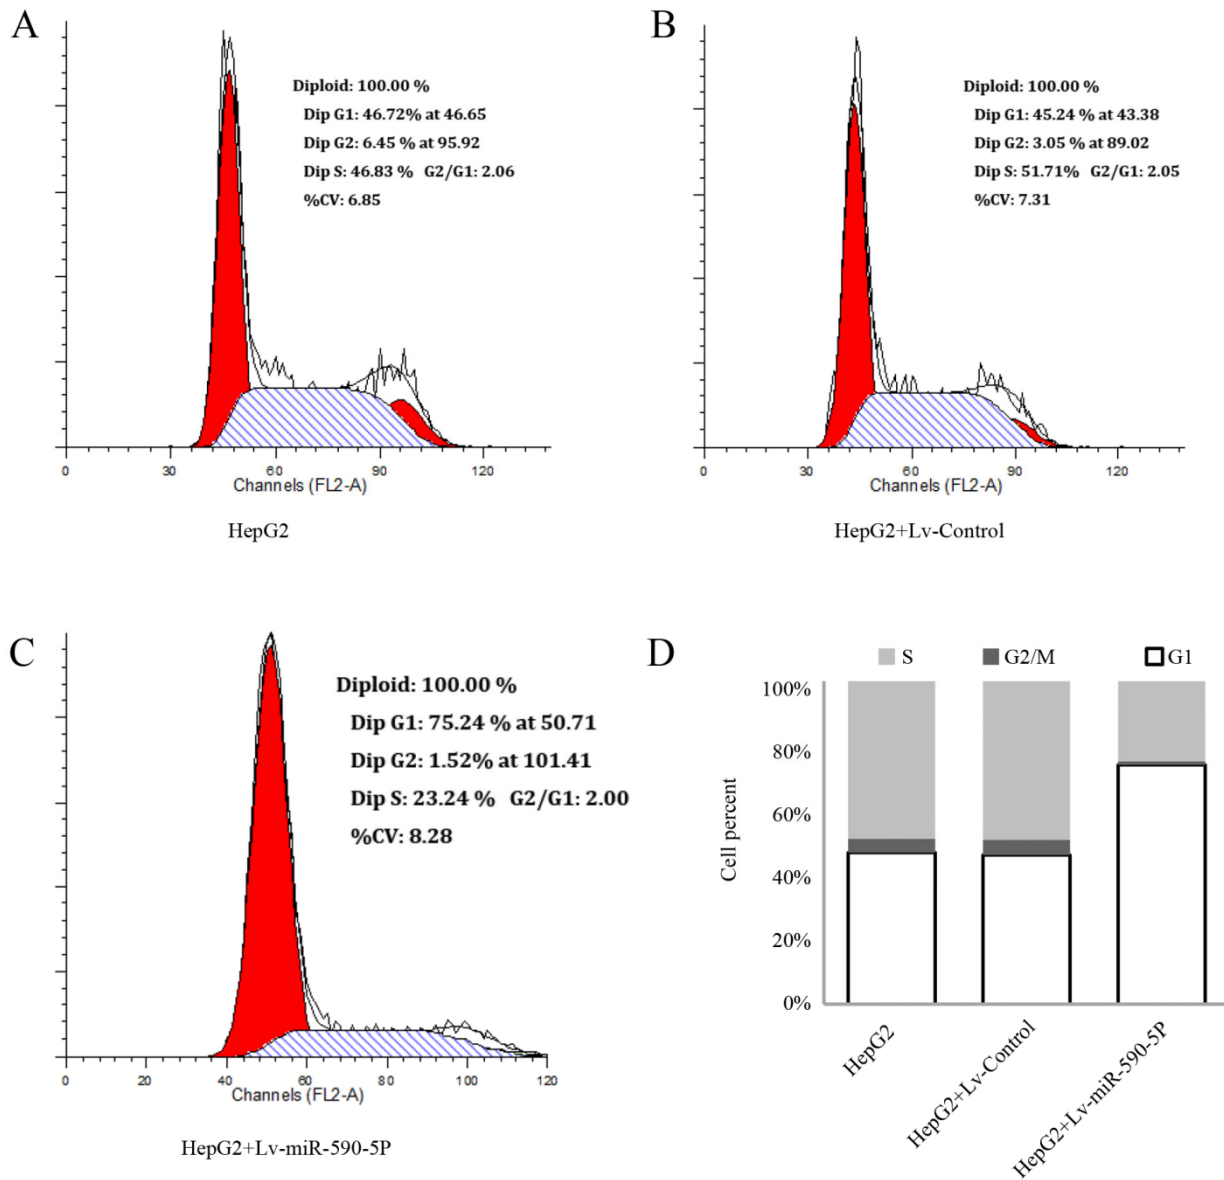 A
Diploid: 100.00 %
Dip G1: 46.72% at 46.65
Dip G2: 6.45 % at 95.92
Dip S: 46.83 % G2/G1: 2.06
%CV: 6.85
0 30 60 90 120
Channels (FL2-A)
HepG2
B
Diploid: 100.00 %
Dip G1: 45.24 % at 43.38
Dip G2: 3.05 % at 89.02
Dip S: 51.71% G2/G1: 2.05
%CV: 7.31
0 30 60 90 120
Channels (FL2-A)
HepG2+Lv-Control
C
Diploid: 100.00 %
Dip G1: 75.24 % at 50.71
Dip G2: 1.52% at 101.41
Dip S: 23.24 % G2/G1: 2.00
%CV: 8.28
0 20 40 60 80 100 120
Channels (FL2-A)
HepG2+Lv-miR-590-5P
D
S G2/M G1
100%
80%
60%
40%
20%
0%
Cell percent
HepG2
HepG2+Lv-Control
HepG2+Lv-miR-590-5P